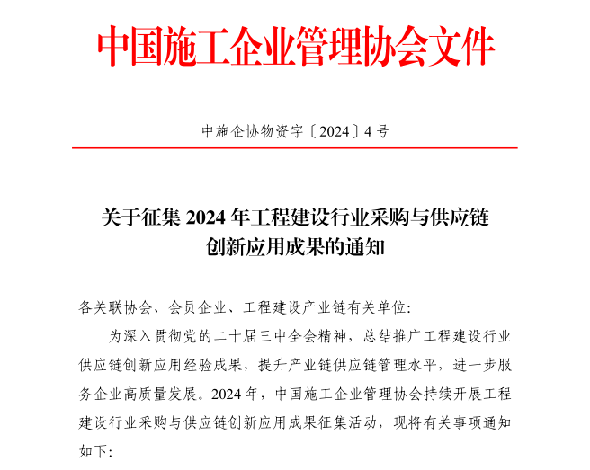 中国施工企业管理协会文件
中施企协物资字〔2024〕4号
关于征集2024年工程建设行业采购与供应链
创新应用成果的通知
各关联协会、会员企业、工程建设产业链有关单位：
为深入贯彻党的二十届三中全会精神，总结推广工程建设行业
供应链创新应用经验成果，提升产业链供应链管理水平，进一步服
务企业高质量发展。2024年，中国施工企业管理协会持续开展工程
建设行业采购与供应链创新应用成果征集活动，现将有关事项通知
如下：